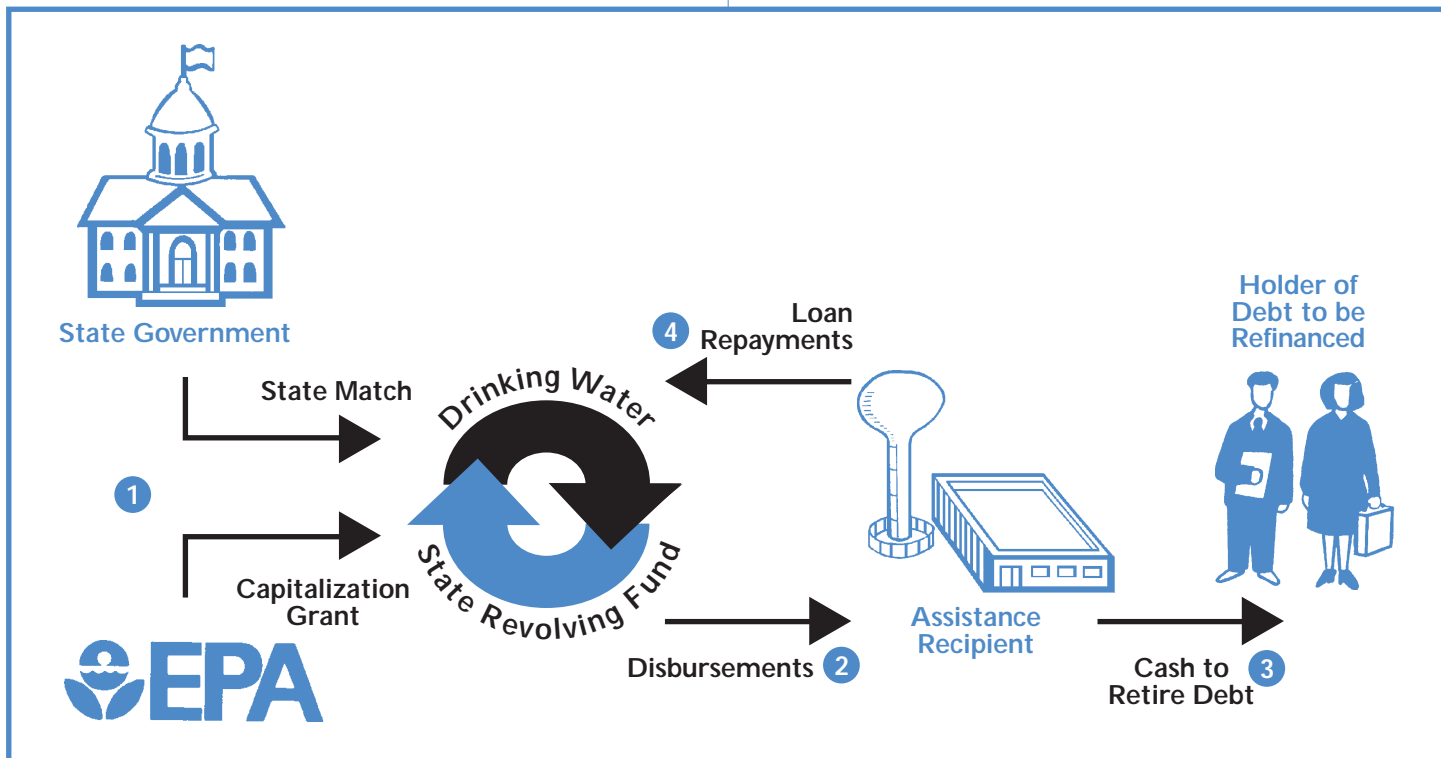 State Government
State Match
1
Capitalization
Grant
EPA
Drinking Water
State Revolving Fund
4
Loan
Repayments
Disbursements 2
Assistance
Recipient
Holder of
Debt to be
Refinanced
Cash to
Retire Debt
3